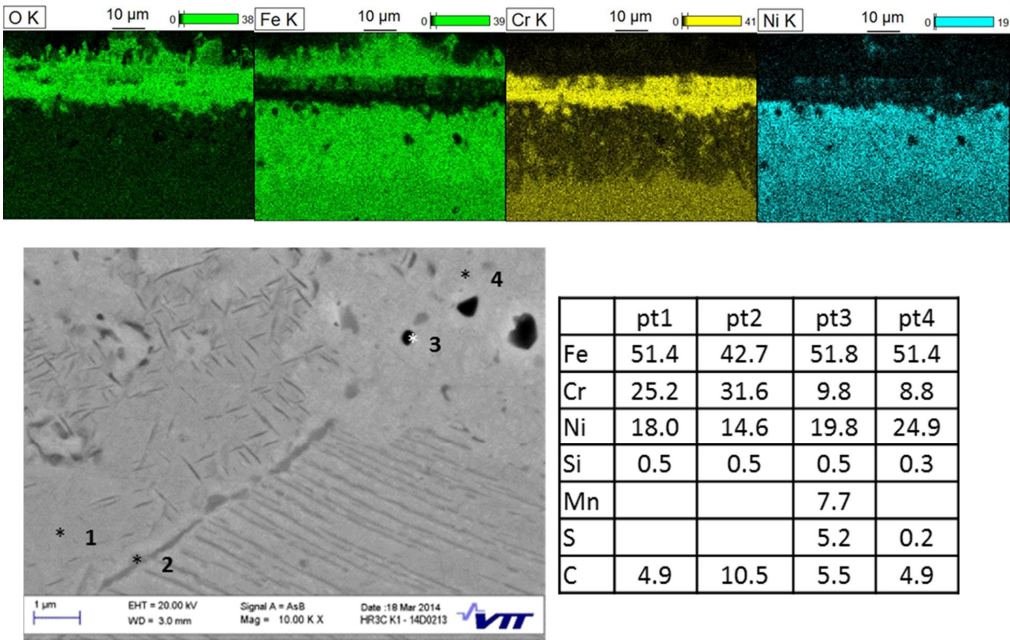 O K 10 µm 0 38
Fe K 10 µm 0 39
Cr K 10 µm 0 41
Ni K 10 µm 0 19
* 4
* 3
* 1
* 2
1 µm
EHT = 20.00 kV
WD = 3.0 mm
Signal A = AsB
Mag = 10.00 K X
Date :18 Mar 2014
HR3C K1 - 14D0213
VTT
pt1 pt2 pt3 pt4
Fe 51.4 42.7 51.8 51.4
Cr 25.2 31.6 9.8 8.8
Ni 18.0 14.6 19.8 24.9
Si 0.5 0.5 0.5 0.3
Mn 7.7
S 5.2 0.2
C 4.9 10.5 5.5 4.9